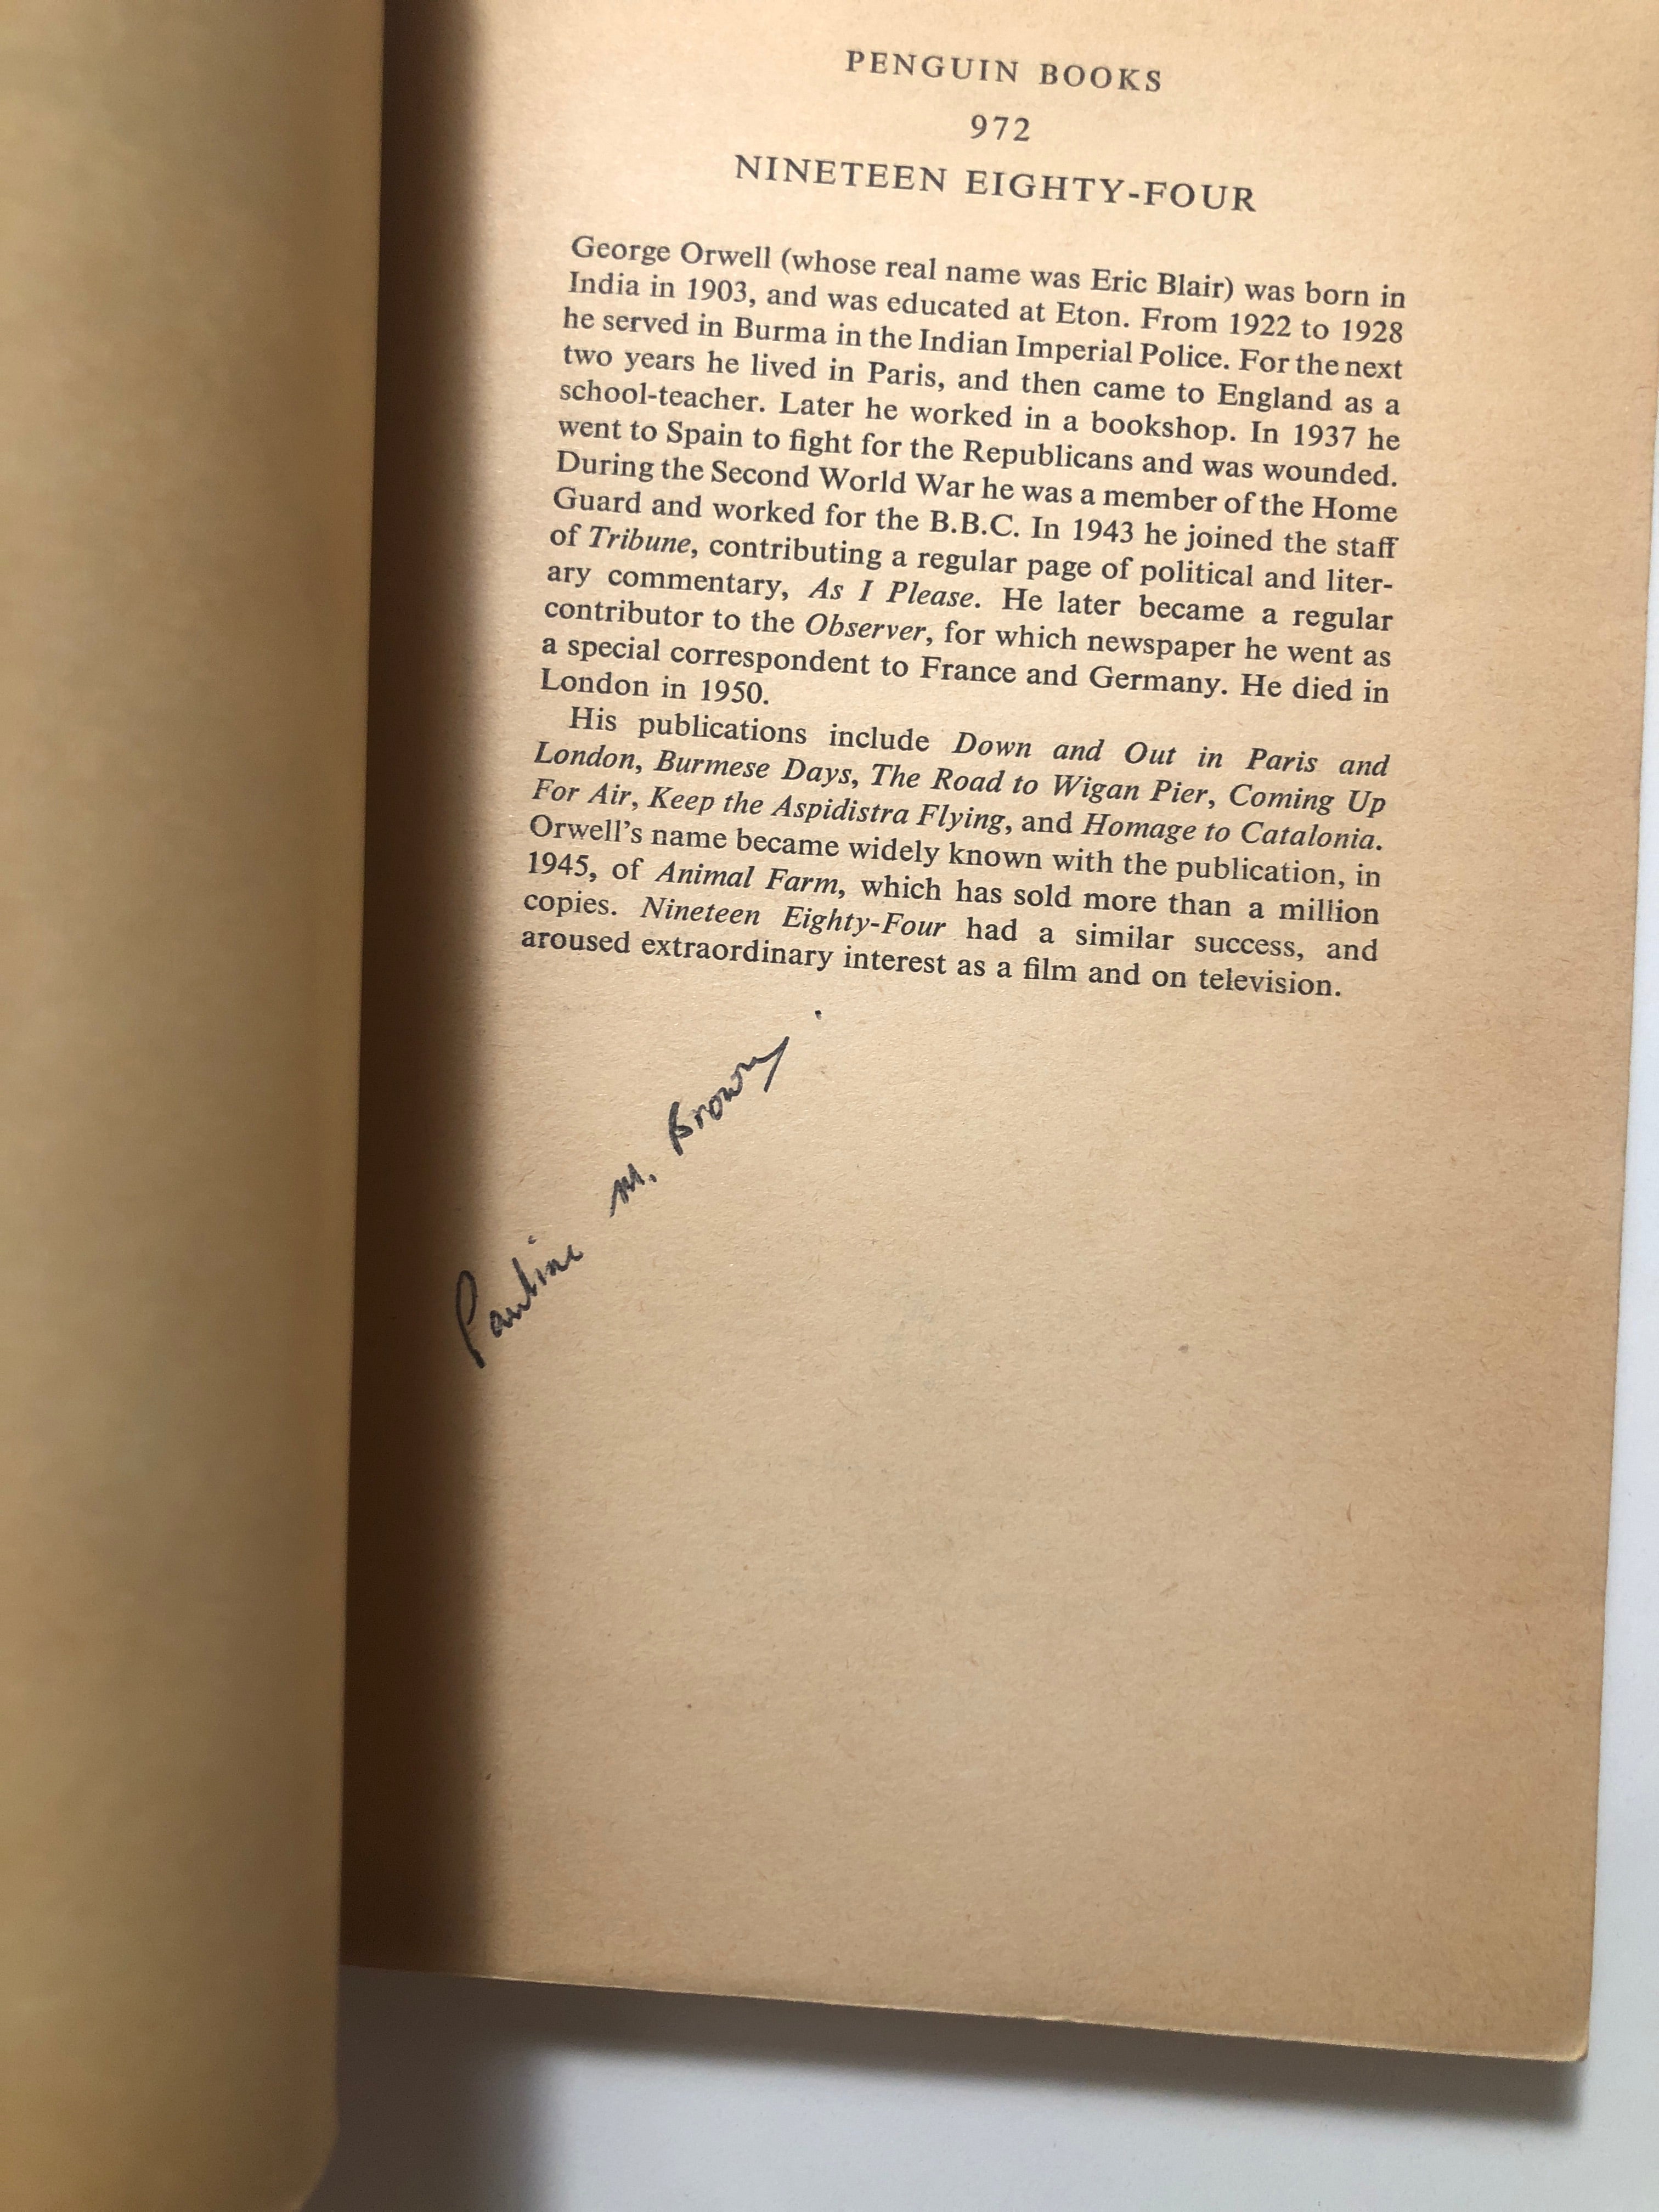 PENGUIN BOOKS
972
NINETEEN EIGHTY-FOUR
George Orwell (whose real name was Eric Blair) was born in
India in 1903, and was educated at Eton. From 1922 to 1928
he served in Burma in the Indian Imperial Police. For the next
two years he lived in Paris, and then came to England as a
school-teacher. Later he worked in a bookshop. In 1937 he
went to Spain to fight for the Republicans and was wounded.
During the Second World War he was a member of the Home
Guard and worked for the B.B.C. In 1943 he joined the staff
of Tribune, contributing a regular page of political and liter-
ary commentary, As I Please. He later became a regular
contributor to the Observer, for which newspaper he went as
a special correspondent to France and Germany. He died in
London in 1950.
His publications include Down and Out in Paris and
London, Burmese Days, The Road to Wigan Pier, Coming Up
For Air, Keep the Aspidistra Flying, and Homage to Catalonia.
Orwell's name became widely known with the publication, in
1945, of Animal Farm, which has sold more than a million
copies. Nineteen Eighty-Four had a similar success, and
aroused extraordinary interest as a film and on television.
Pauline M. Brown.